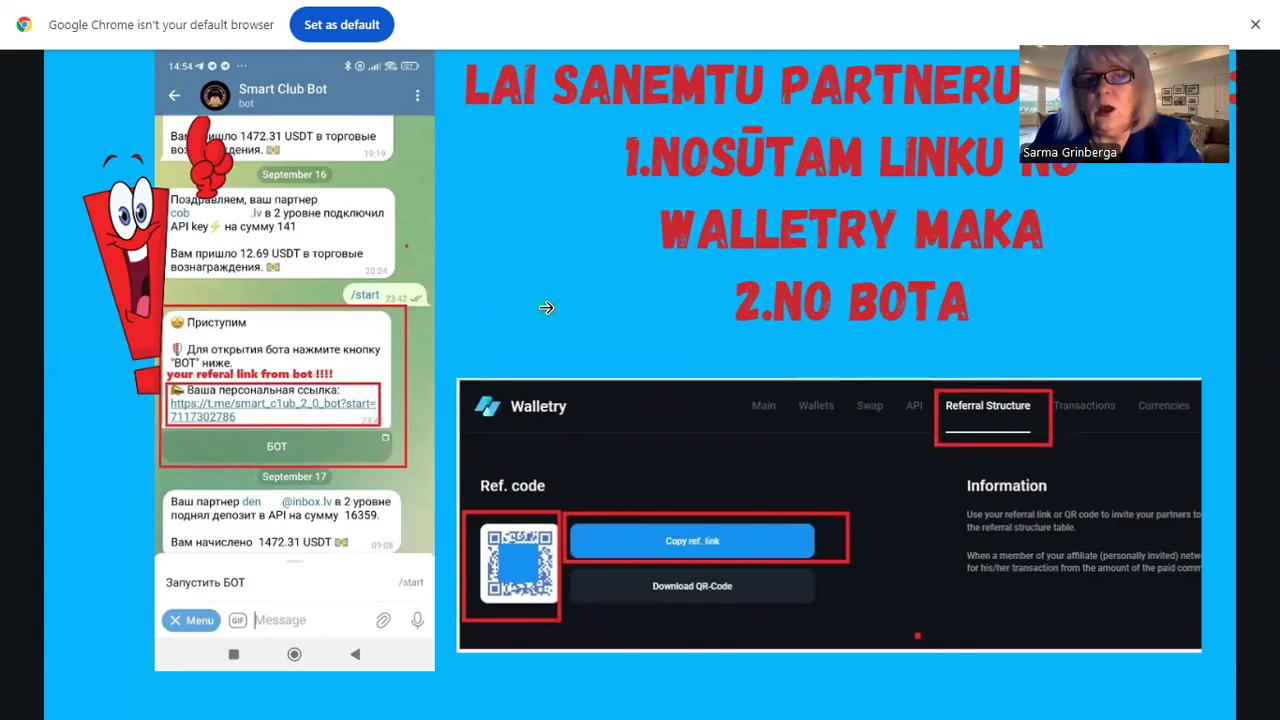 Google Chrome isn't your default browser
Set as default
14:54
Smart Club Bot
bot
LAI SANEMTU PARTNERU
1.NOSŪTAM LINKU NO
WALLETRY MAKA
2.NO BOTA
Sarma Grinberga
Вам пришло 1472.31 USDT в торговые
19:19
September 16
Поздравляем, ваш партнер
cob .lv в 2 уровне подключил
API key⚡ на сумму 141
Вам пришло 12.69 USDT в торговые
вознаграждения.
20:24
/start 23:42
Приступим
Для открытия бота нажмите кнопку
"BOT" ниже.
your referal link from bot !!!!
Ваша персональная ссылка:
https://t.me/smart_c1ub_2_0_bot?start=
7117302786
БОТ
September 17
Ваш партнер den @inbox.lv в 2 уровне
поднял депозит в API на сумму 16359.
Вам начислено 1472.31 USDT
09:08
Запустить БОТ /start
Menu GIF Message
Walletry Main Wallets Swap API Referral Structure Transactions Currencies
Ref. code
Copy ref. link
Download QR-Code
Information
Use your referral link or QR code to invite your partners to
the referral structure table.
When a member of your affiliate (personally invited)
for his/her transaction from the amount of the paid